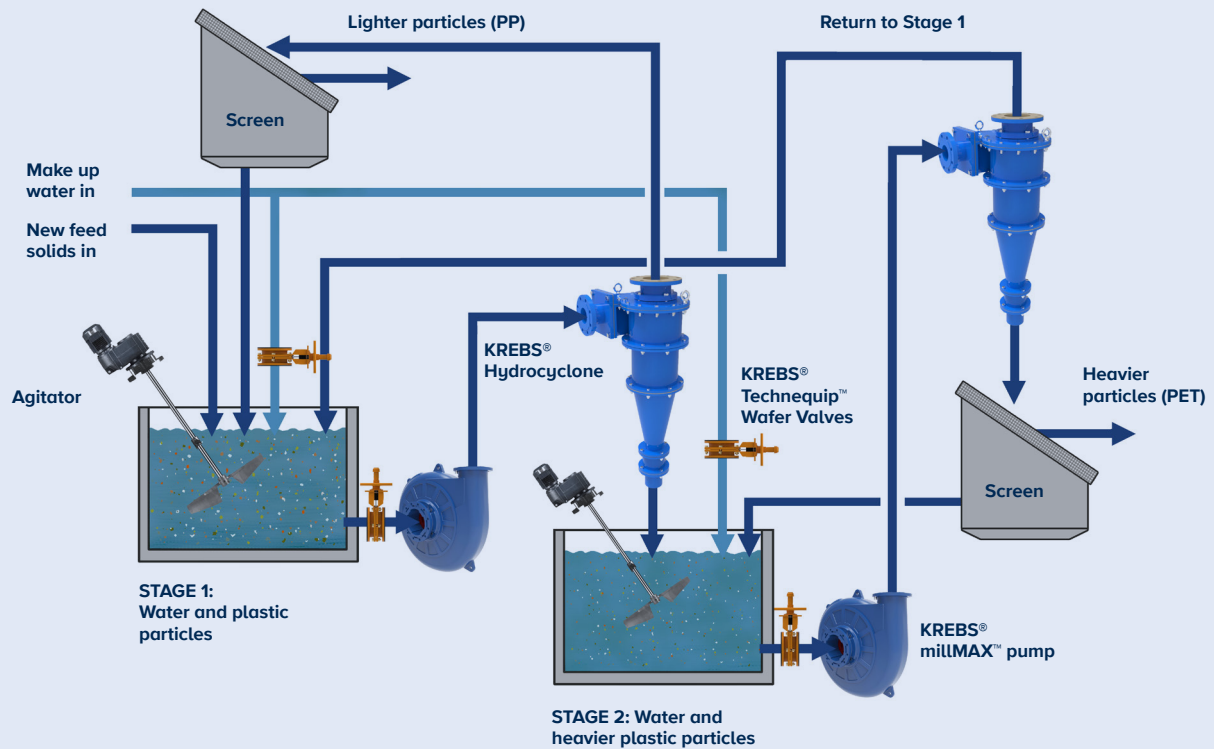 Lighter particles (PP)
Return to Stage 1
Screen
Make up
water in
New feed
solids in
KREBS®
Hydrocyclone
KREBS®
Technequip™
Wafer Valves
Heavier
particles (PET)
Agitator
Screen
STAGE 1:
Water and plastic
particles
KREBS®
millMAX™ pump
STAGE 2: Water and
heavier plastic particles